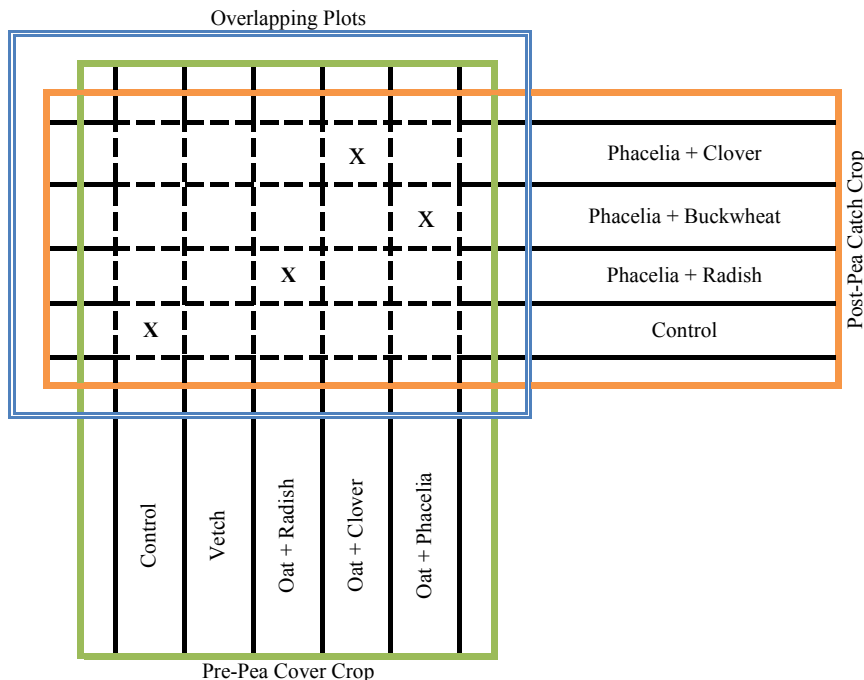 Overlapping Plots
X
Phacelia + Clover
X
Phacelia + Buckwheat
X
Phacelia + Radish
X
Control
Post-Pea Catch Crop
Control
Vetch
Oat + Radish
Oat + Clover
Oat + Phacelia
Pre-Pea Cover Crop